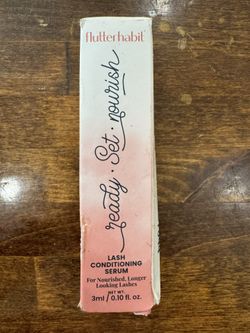 flutterhabit®
ready · Set · nourish
LASH
CONDITIONING
SERUM
For Nourished, Longer
Looking Lashes
NET WT.
3ml / 0.10 fl. oz.